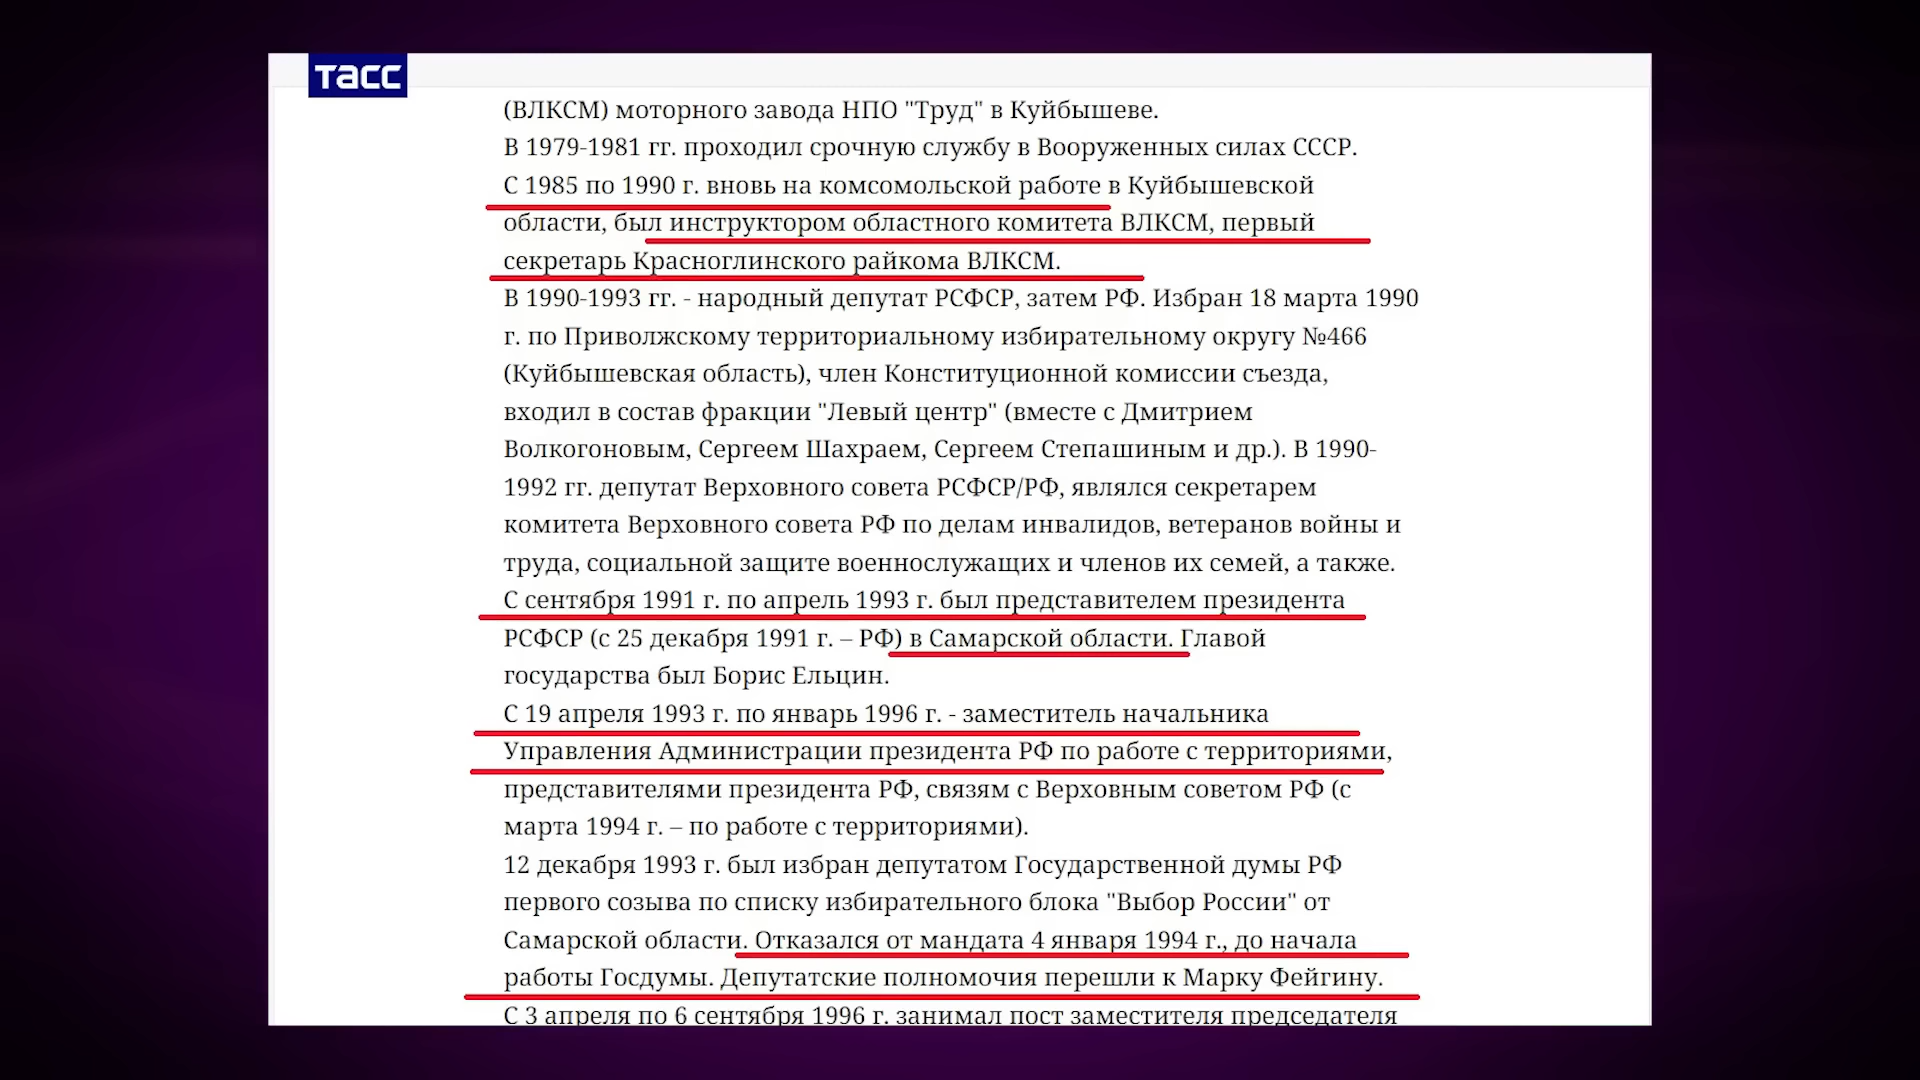 тасс
(ВЛКСМ) моторного завода НПО "Труд" в Куйбышеве.
В 1979-1981 гг. проходил срочную службу в Вооруженных силах СССР.
С 1985 по 1990 г. вновь на комсомольской работе в Куйбышевской
области, был инструктором областного комитета ВЛКСМ, первый
секретарь Красноглинского райкома ВЛКСМ.
В 1990-1993 гг. - народный депутат РСФСР, затем РФ. Избран 18 марта 1990
г. по Приволжскому территориальному избирательному округу №466
(Куйбышевская область), член Конституционной комиссии съезда,
входил в состав фракции "Левый центр" (вместе с Дмитрием
Волкогоновым, Сергеем Шахраем, Сергеем Степашиным и др.). В 1990-
1992 гг. депутат Верховного совета РСФСР/РФ, являлся секретарем
комитета Верховного совета РФ по делам инвалидов, ветеранов войны и
труда, социальной защите военнослужащих и членов их семей, а также.
С сентября 1991 г. по апрель 1993 г. был представителем президента
РСФСР (с 25 декабря 1991 г. – РФ) в Самарской области. Главой
государства был Борис Ельцин.
С 19 апреля 1993 г. по январь 1996 г. - заместитель начальника
Управления Администрации президента РФ по работе с территориями,
представителями президента РФ, связям с Верховным советом РФ (с
марта 1994 г. – по работе с территориями).
12 декабря 1993 г. был избран депутатом Государственной думы РФ
первого созыва по списку избирательного блока "Выбор России" от
Самарской области. Отказался от мандата 4 января 1994 г., до начала
работы Госдумы. Депутатские полномочия перешли к Марку Фейгину.
С 3 апреля по 6 сентября 1996 г. занимал пост заместителя председателя